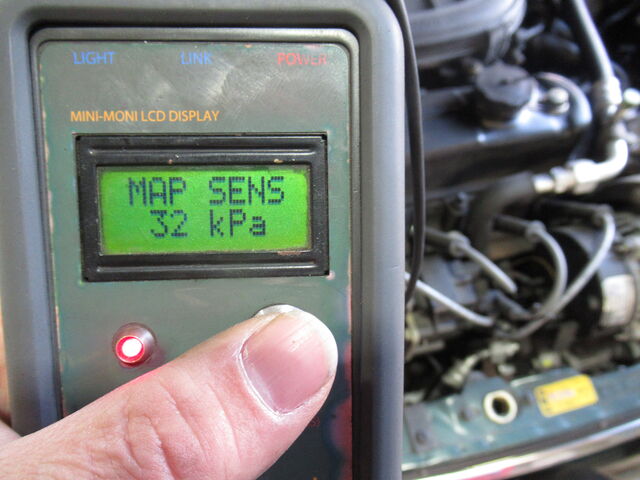 LIGHT LINK POWER
MINI-MONI LCD DISPLAY
MAP SENS
32 kPa